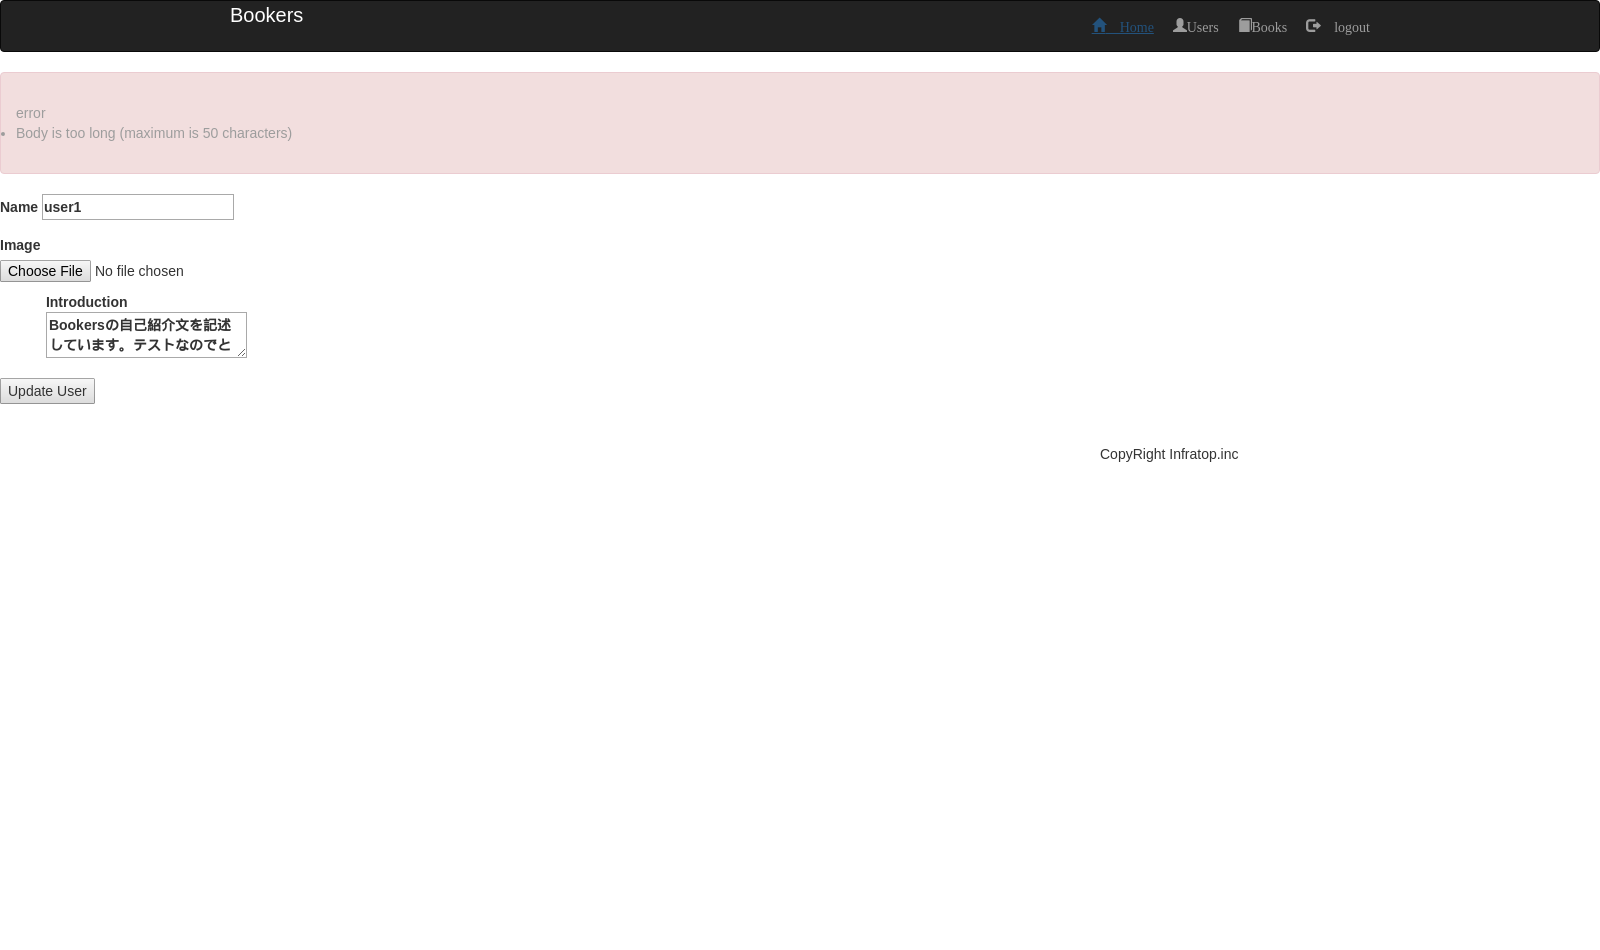 Bookers
Home Users Books logout
error
Body is too long (maximum is 50 characters)
Name user1
Image
Choose File No file chosen
Introduction
Bookersの自己紹介文を記述
しています。テストなのでと
Update User
CopyRight Infratop.inc